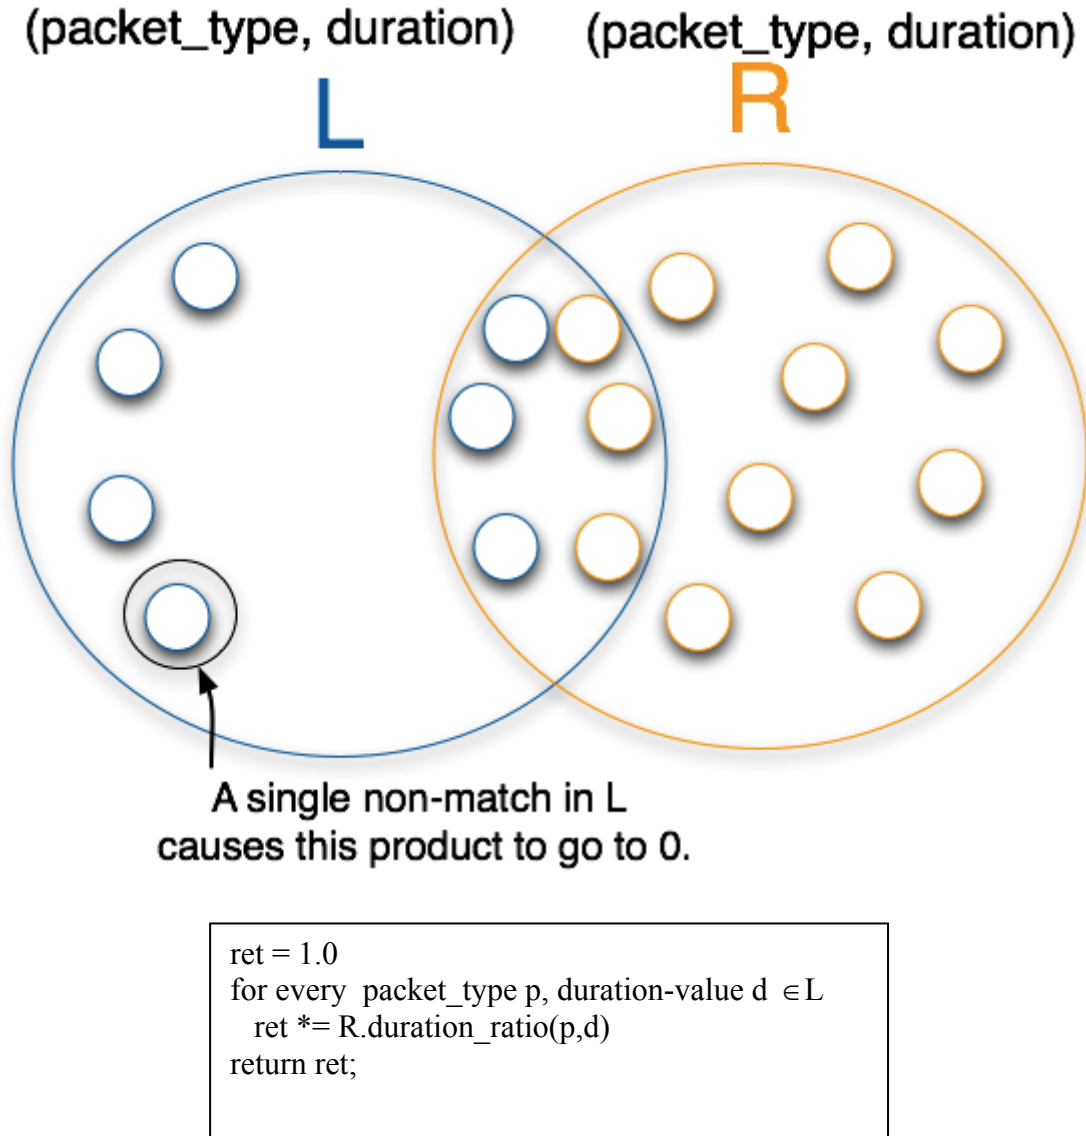 (packet_type, duration) (packet_type, duration)
L R
A single non-match in L
causes this product to go to 0.
ret = 1.0
for every packet_type p, duration-value d ∈L
ret *= R.duration_ratio(p,d)
return ret;